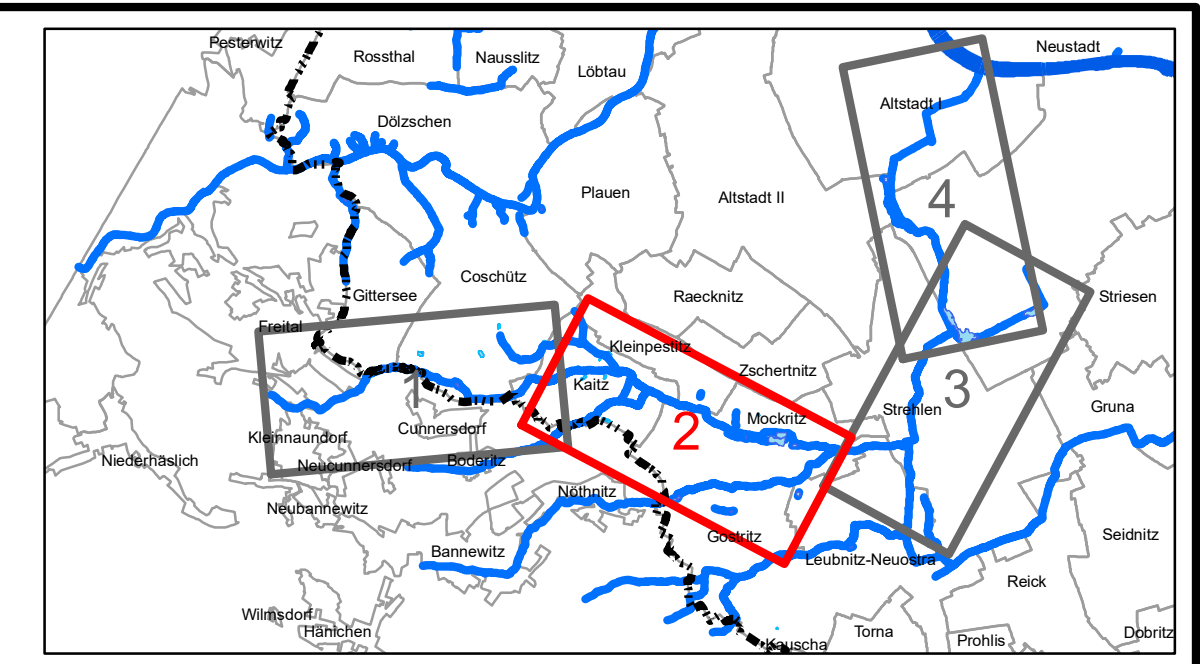 Pesterwitz
Rossthal
Nausslitz
Löbtau
Neustadt
Altstadt I
Dölzschen
Plauen
Altstadt II
4
Coschütz
Gittersee
Raecknitz
Striesen
Freital
Kleinpestitz
Zschertnitz
Kaitz
1
3
Strehlen
Gruna
Mockritz
2
Cunnersdorf
Kleinnaundorf
Niederhäslich
Neucunnersdorf
Boderitz
Nöthnitz
Neubannewitz
Gostritz
Seidnitz
Bannewitz
Leubnitz-Neuostra
Reick
Wilmsdorf
Hänichen
Torna
Prohlis
Dobritz
Kauscha